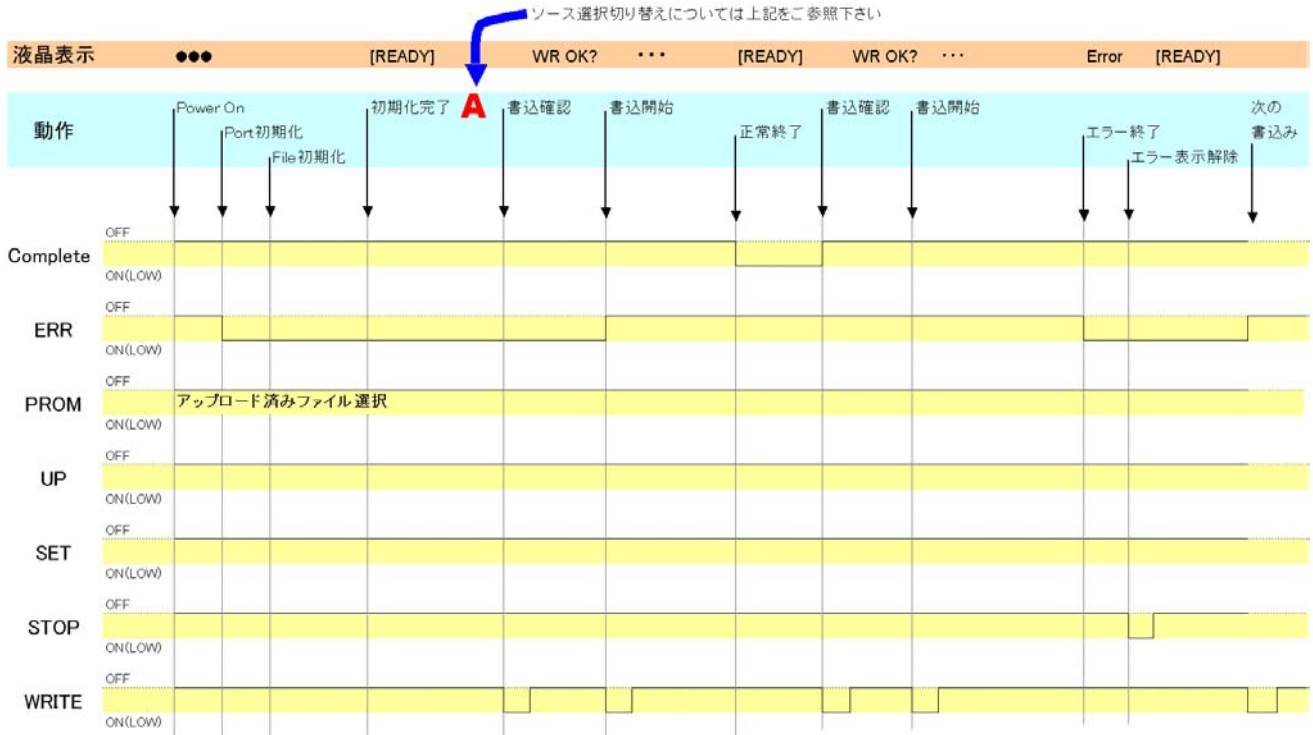 ソース選択切り替えについては上記をご参照下さい
液晶表示 ●●● [READY] WR OK? ・・・ [READY] WR OK? ・・・ Error [READY]
動作
Power On
Port初期化
File初期化
初期化完了
A
書込確認
書込開始
正常終了
書込確認
書込開始
エラー終了
エラー表示解除
次の
書込み
Complete
OFF
ON(LOW)
ERR
OFF
ON(LOW)
PROM
OFF
ON(LOW)
アップロード済みファイル選択
UP
OFF
ON(LOW)
SET
OFF
ON(LOW)
STOP
OFF
ON(LOW)
WRITE
OFF
ON(LOW)